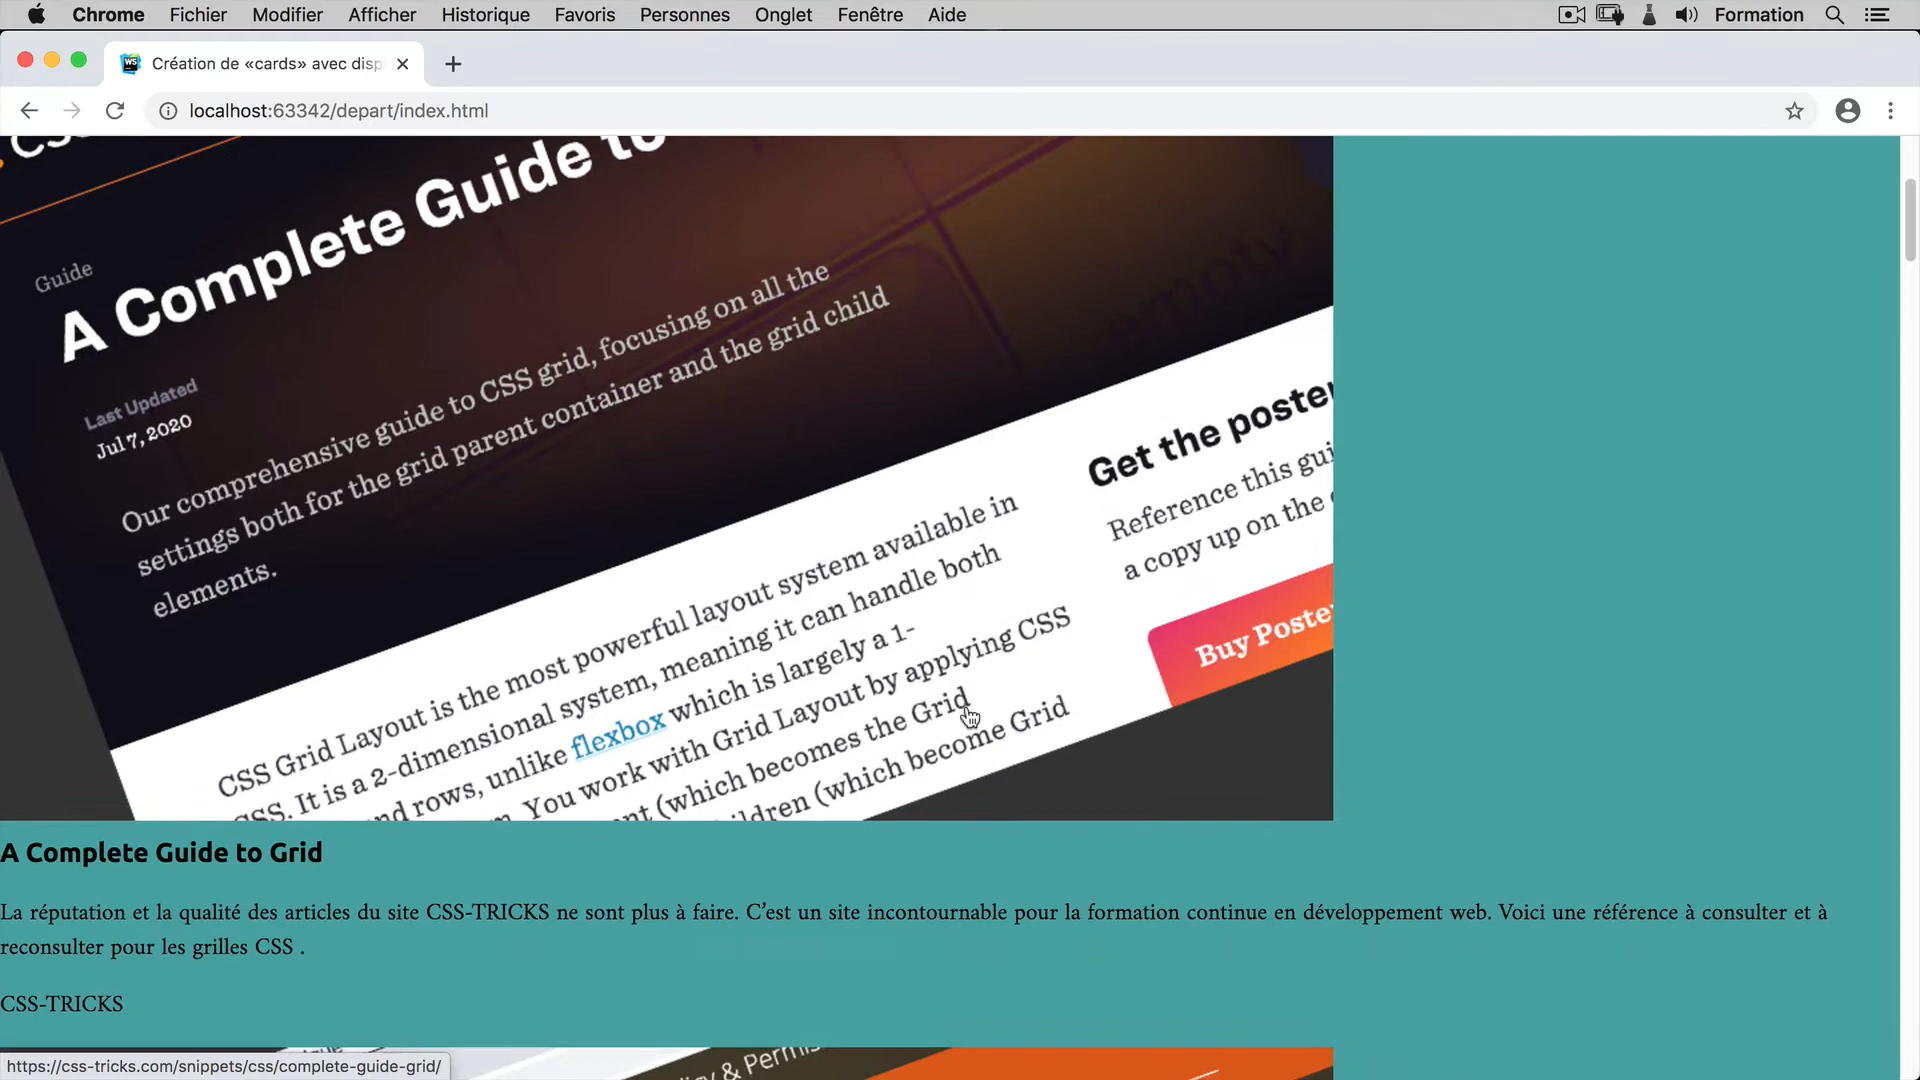 Chrome Fichier Modifier Afficher Historique Favoris Personnes Onglet Fenêtre Aide Formation
Création de «cards» avec disp
localhost:63342/depart/index.html
A Complete Guide to
Guide
Last Updated
Jul 7, 2020
Our comprehensive guide to CSS grid, focusing on all the
settings both for the grid parent container and the grid child
elements.
Get the poster
Reference this gui
a copy up on the
Buy Poste
CSS Grid Layout is the most powerful layout system available in
CSS. It is a 2-dimensional system, meaning it can handle both
nd rows, unlike flexbox which is largely a 1-
You work with Grid Layout by applying CSS
nt (which becomes the Grid
ildren (which become Grid
A Complete Guide to Grid
La réputation et la qualité des articles du site CSS-TRICKS ne sont plus à faire. C’est un site incontournable pour la formation continue en développement web. Voici une référence à consulter et à
reconsulter pour les grilles CSS .
CSS-TRICKS
cy & Permis
https://css-tricks.com/snippets/css/complete-guide-grid/